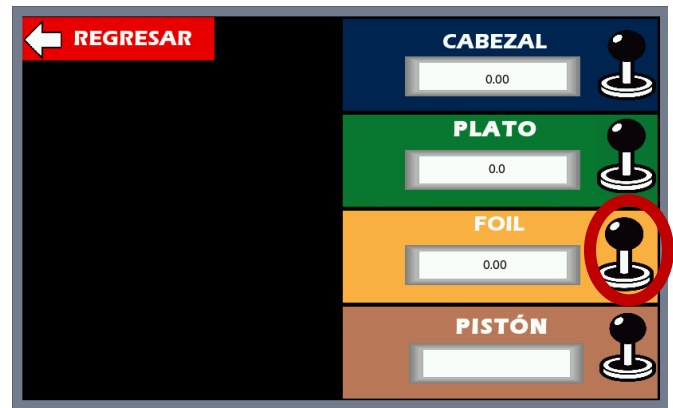 REGRESAR
CABEZAL
0.00
PLATO
0.0
FOIL
0.00
PISTÓN